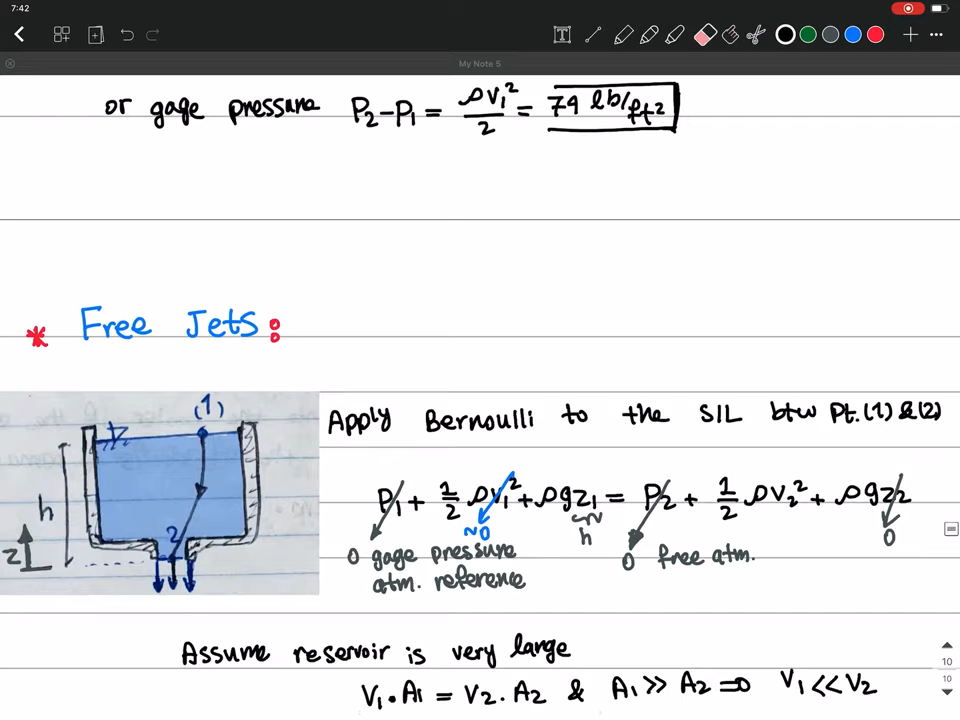 7:42
My Note 5
or gage pressure P₂-P₁ = ρV₁²/2 = 74 lb/ft²
* Free Jets:
(1)
Apply Bernoulli to the S/L btw Pt.(1) & (2)
P₁ + 1/2 ρV₁² + ρgz₁ = P₂ + 1/2 ρV₂² + ρgz₂
h
~0
h
0
2
0 gage pressure
0 free atm.
z
atm. reference
Assume reservoir is very large
10
V₁·A₁ = V₂·A₂ & A₁ >> A₂ ⇒ V₁ << V₂
10